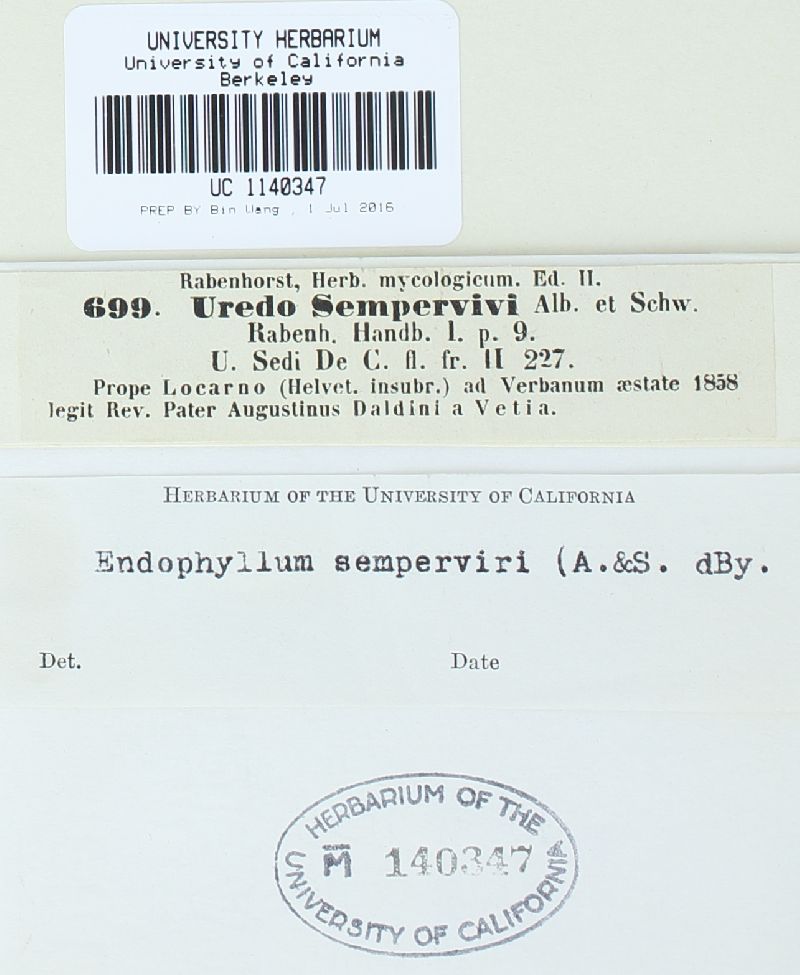 UNIVERSITY HERBARIUM
University of California
Berkeley
UC 1140347
PREP BY Bin Wang , 1 Jul 2016
Rabenhorst, Herb. mycologicum. Ed. II.
699. Uredo Sempervivi Alb. et Schw.
Rabenh. Handb. I. p. 9.
U. Sedi De C. fl. fr. II 227.
Prope Locarno (Helvet. insubr.) ad Verbanum æstate 1858
legit Rev. Pater Augustinus Daldini a Vetia.
HERBARIUM OF THE UNIVERSITY OF CALIFORNIA
Endophyllum semperviri (A.&S. dBy.
Det. Date
HERBARIUM OF THE
M̅ 140347
UNIVERSITY OF CALIFORNIA